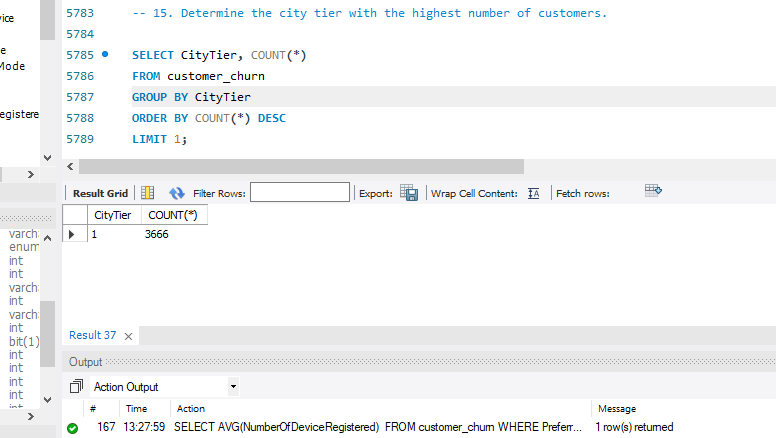 5783 -- 15. Determine the city tier with the highest number of customers.
5784
5785 SELECT CityTier, COUNT(*)
5786 FROM customer_churn
5787 GROUP BY CityTier
5788 ORDER BY COUNT(*) DESC
5789 LIMIT 1;
vice
e
Mode
egistere
Result Grid Filter Rows: Export: Wrap Cell Content: Fetch rows:
CityTier COUNT(*)
1 3666
varch
enum
int
int
varch
int
varch
int
bit(1)
int
int
int
int
int
Result 37
Output
Action Output
# Time Action Message
167 13:27:59 SELECT AVG(NumberOfDeviceRegistered) FROM customer_churn WHERE Preferr... 1 row(s) returned